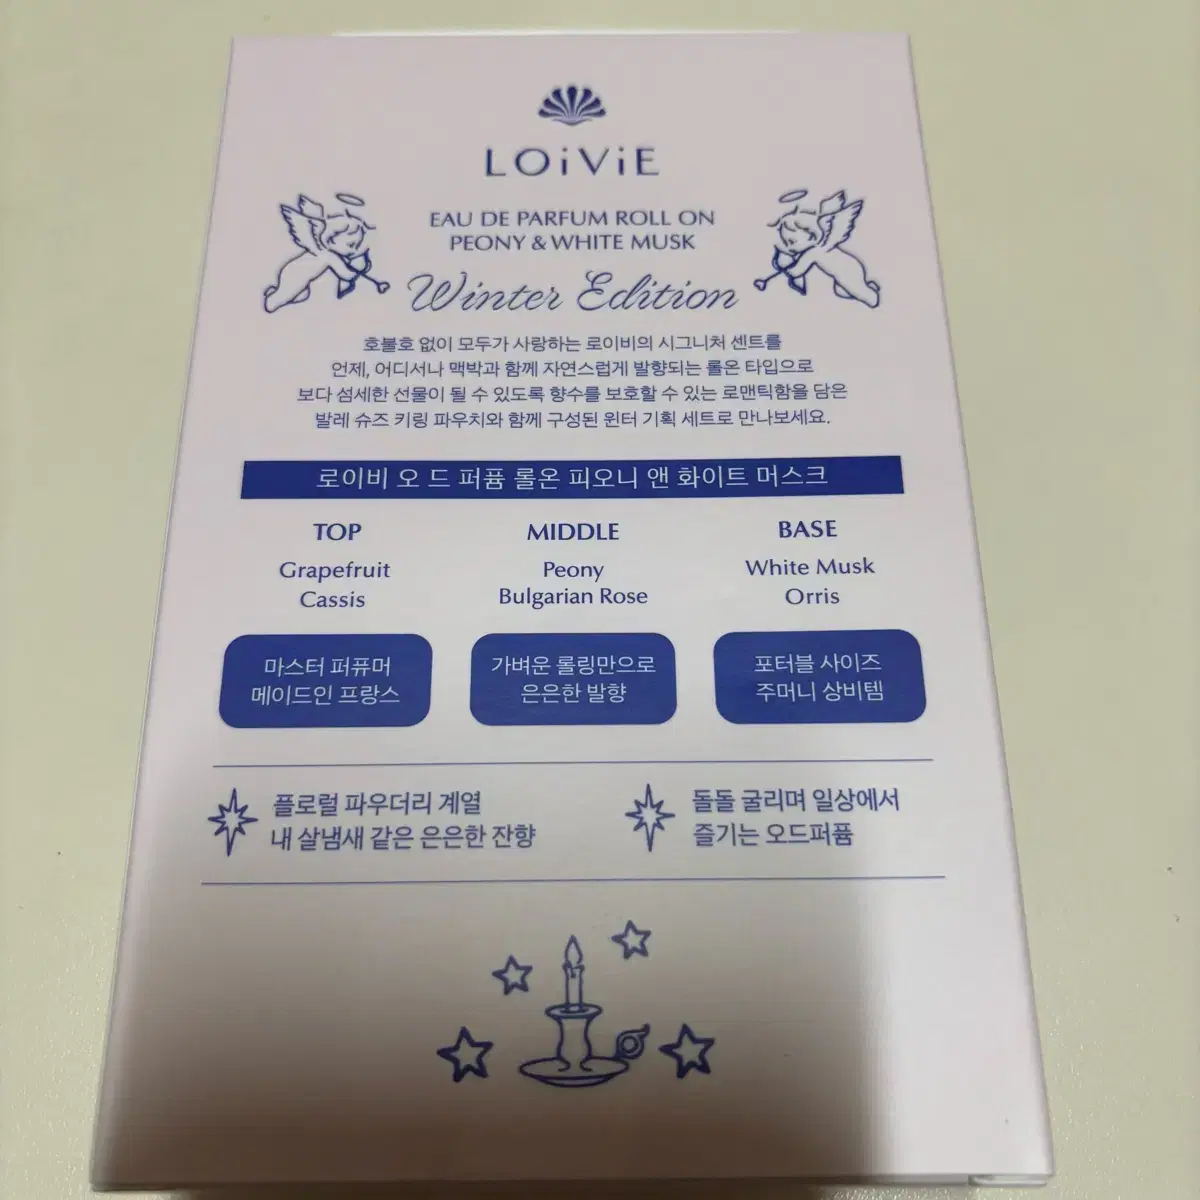 LOiViE
EAU DE PARFUM ROLL ON
PEONY & WHITE MUSK
Winter Edition
호불호 없이 모두가 사랑하는 로이비의 시그니처 센트를
언제, 어디서나 맥박과 함께 자연스럽게 발향되는 롤온 타입으로
보다 섬세한 선물이 될 수 있도록 향수를 보호할 수 있는 로맨틱함을 담은
발레 슈즈 키링 파우치와 함께 구성된 윈터 기획 세트로 만나보세요.
로이비 오 드 퍼퓸 롤온 피오니 앤 화이트 머스크
TOP
Grapefruit
Cassis
MIDDLE
Peony
Bulgarian Rose
BASE
White Musk
Orris
마스터 퍼퓨머
메이드인 프랑스
가벼운 롤링만으로
은은한 발향
포터블 사이즈
주머니 상비템
플로럴 파우더리 계열
내 살냄새 같은 은은한 잔향
돌돌 굴리며 일상에서
즐기는 오드퍼퓸